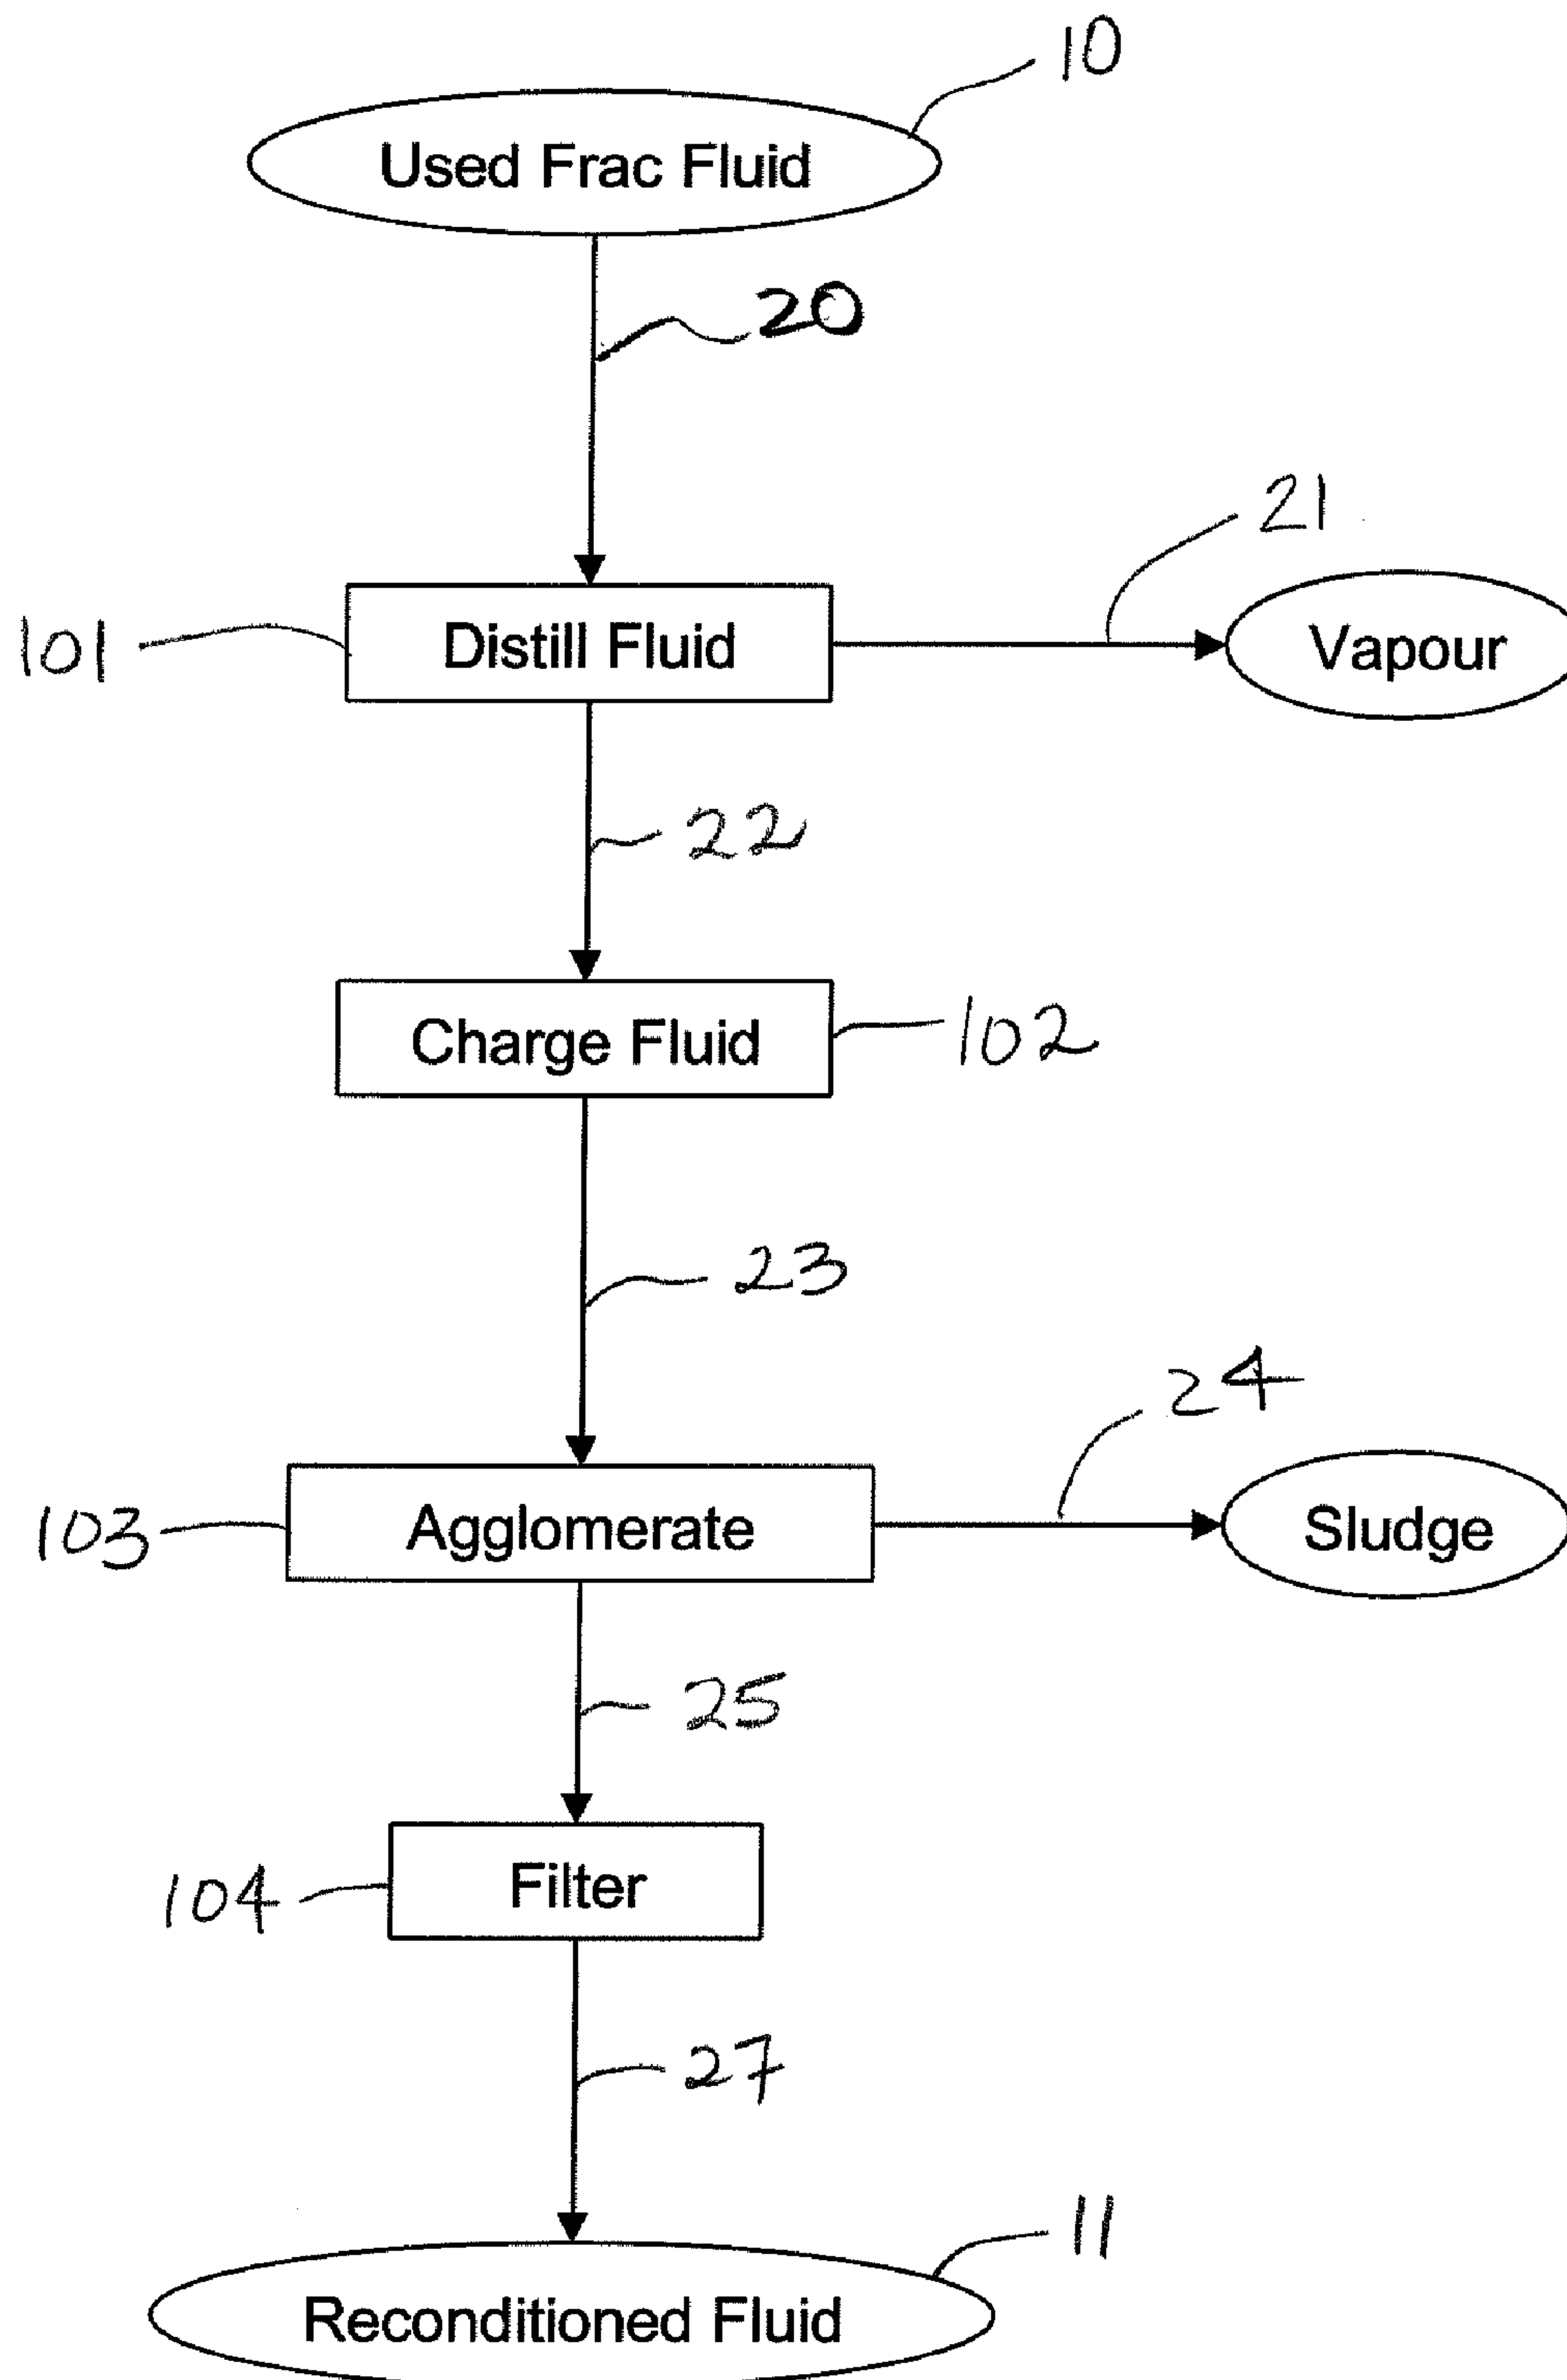 10
Used Frac Fluid
20
21
101
Distill Fluid
Vapour
22
Charge Fluid
102
23
24
103
Agglomerate
Sludge
25
104
Filter
27
11
Reconditioned Fluid